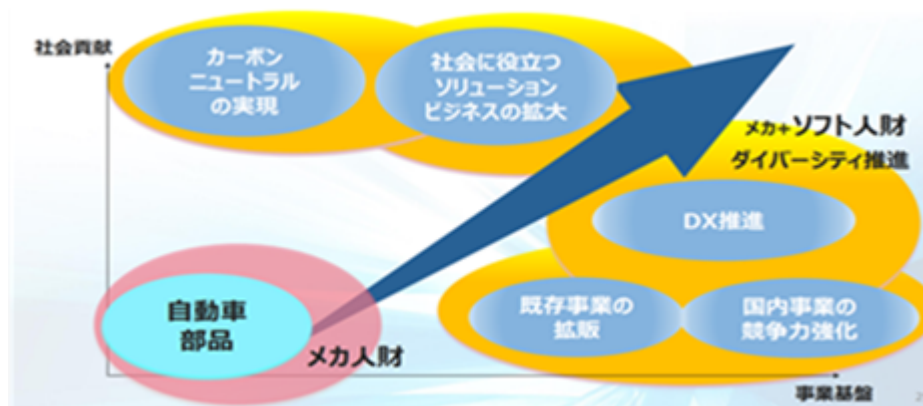 社会貢献
カーボン
ニュートラル
の実現
社会に役立つ
ソリューション
ビジネスの拡大
メカ+ソフト人財
ダイバーシティ推進
DX推進
自動車
部品
メカ人財
既存事業の
拡販
国内事業の
競争力強化
事業基盤